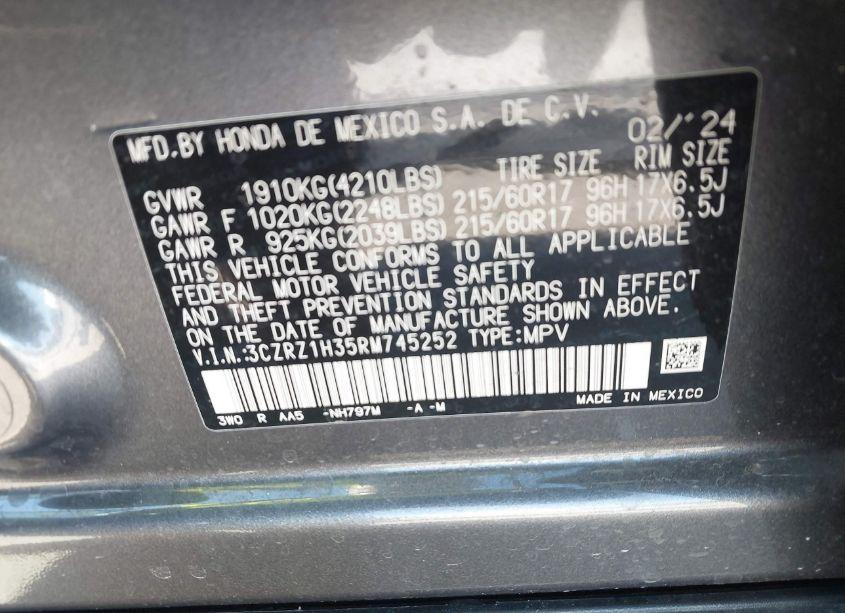 MFD.BY HONDA DE MEXICO S.A. DE C.V. 02/'24
TIRE SIZE RIM SIZE
GVWR 1910KG(4210LBS)
GAWR F 1020KG(2248LBS) 215/60R17 96H 17X6.5J
GAWR R 925KG(2039LBS) 215/60R17 96H 17X6.5J
THIS VEHICLE CONFORMS TO ALL APPLICABLE
FEDERAL MOTOR VEHICLE SAFETY
AND THEFT PREVENTION STANDARDS IN EFFECT
ON THE DATE OF MANUFACTURE SHOWN ABOVE.
V.I.N.:3CZRZ1H35RM745252 TYPE:MPV
3W0 R AA5 -NH797M -A -M MADE IN MEXICO